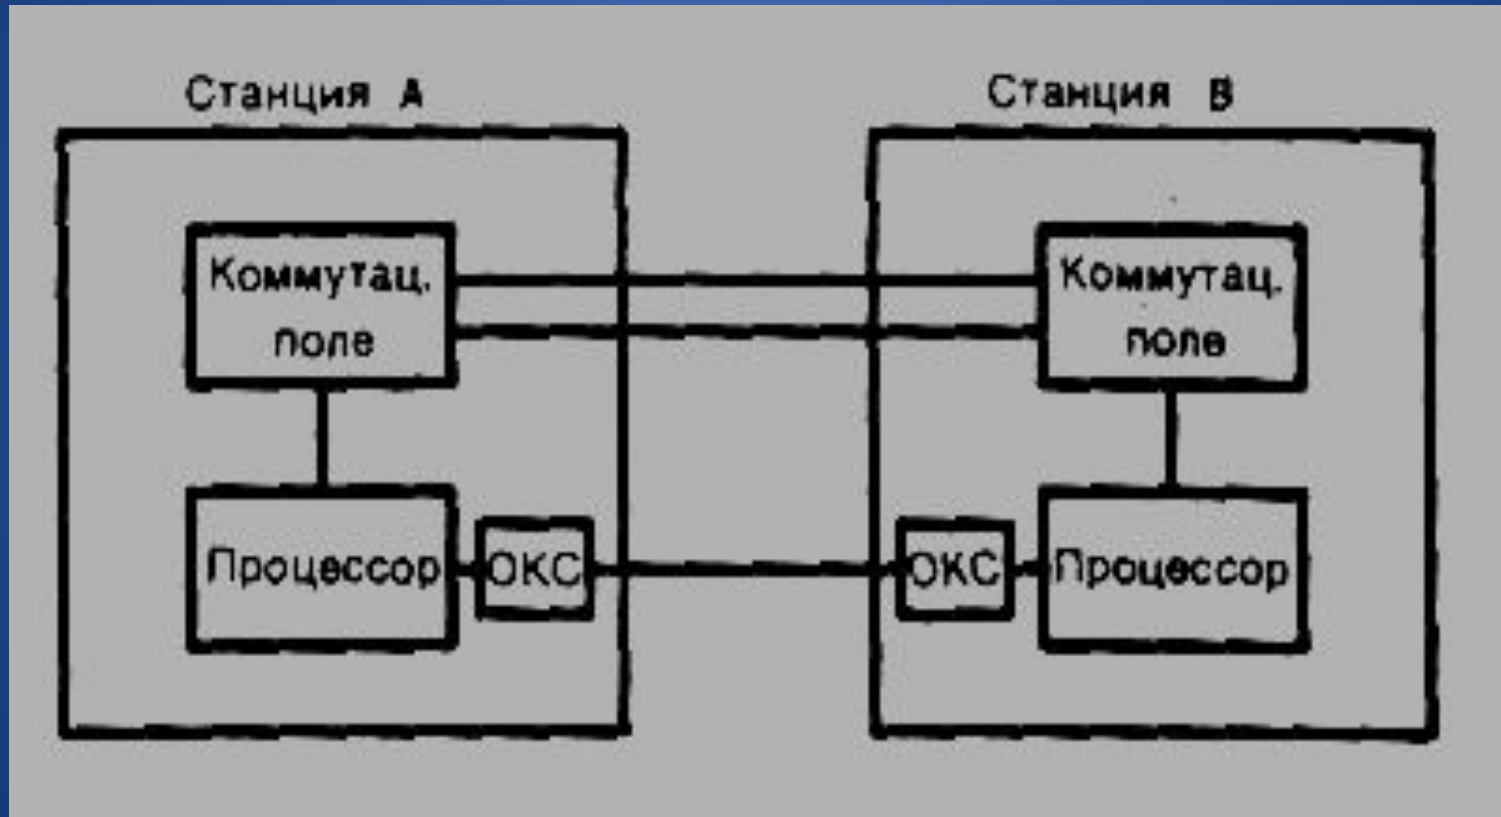 Станция А
Станция В
Коммутац.
поле
Коммутац.
поле
Процессор
ОКС
ОКС
Процессор